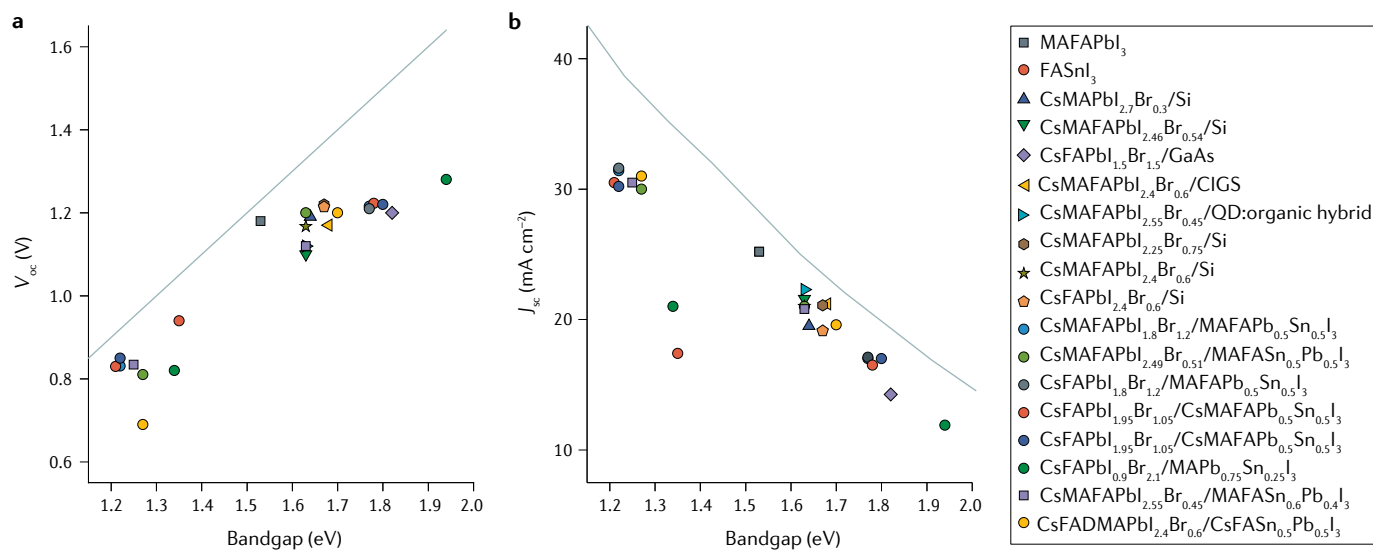 a
1.6
1.4
1.2
1.0
0.8
0.6
V_oc (V)
1.2 1.3 1.4 1.5 1.6 1.7 1.8 1.9 2.0
Bandgap (eV)
b
40
30
20
10
J_sc (mA cm⁻²)
1.2 1.3 1.4 1.5 1.6 1.7 1.8 1.9 2.0
Bandgap (eV)
MAFAPbI₃
FASnI₃
CsMAPbI₂.₇Br₀.₃/Si
CsMAFAPbI₂.₄₆Br₀.₅₄/Si
CsFAPbI₁.₅Br₁.₅/GaAs
CsMAFAPbI₂.₄Br₀.₆/CIGS
CsMAFAPbI₂.₅₅Br₀.₄₅/QD:organic hybrid
CsMAFAPbI₂.₂₅Br₀.₇₅/Si
CsMAFAPbI₂.₄Br₀.₆/Si
CsFAPbI₂.₄Br₀.₆/Si
CsMAFAPbI₁.₈Br₁.₂/MAFAPb₀.₅Sn₀.₅I₃
CsMAFAPbI₂.₄₉Br₀.₅₁/MAFASn₀.₅Pb₀.₅I₃
CsFAPbI₁.₈Br₁.₂/MAFAPb₀.₅Sn₀.₅I₃
CsFAPbI₁.₉₅Br₁.₀₅/CsMAFAPb₀.₅Sn₀.₅I₃
CsFAPbI₁.₉₅Br₁.₀₅/CsMAFAPb₀.₅Sn₀.₅I₃
CsFAPbI₀.₉Br₂.₁/MAPb₀.₇₅Sn₀.₂₅I₃
CsMAFAPbI₂.₅₅Br₀.₄₅/MAFASn₀.₆Pb₀.₄I₃
CsFADMAPbI₂.₄Br₀.₆/CsFASn₀.₅Pb₀.₅I₃